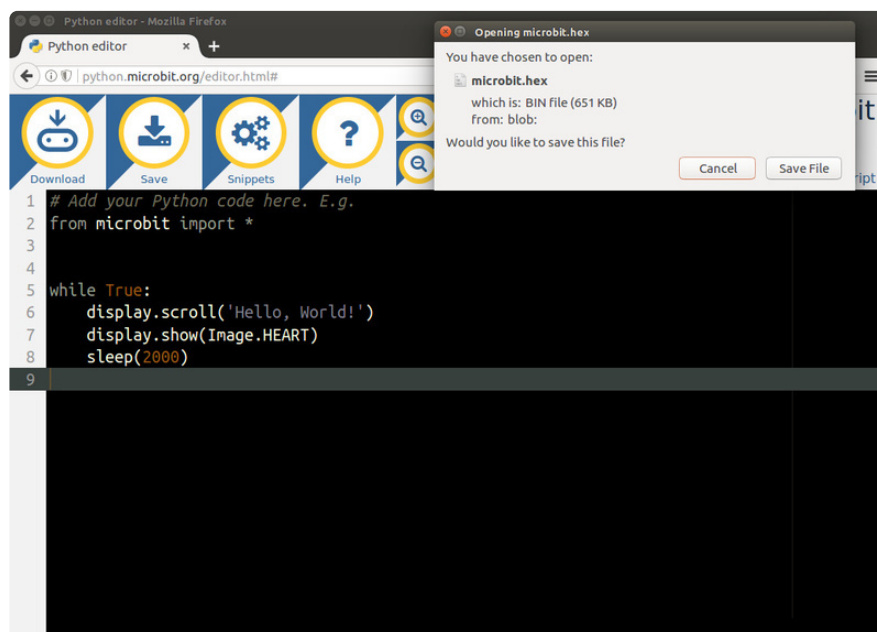 Python editor - Mozilla Firefox
Python editor
python.microbit.org/editor.html#
Opening microbit.hex
You have chosen to open:
microbit.hex
which is: BIN file (651 KB)
from: blob:
Would you like to save this file?
Cancel
Save File
Download
Save
Snippets
Help
it
ript
1 # Add your Python code here. E.g.
2 from microbit import *
3
4
5 while True:
6     display.scroll('Hello, World!')
7     display.show(Image.HEART)
8     sleep(2000)
9